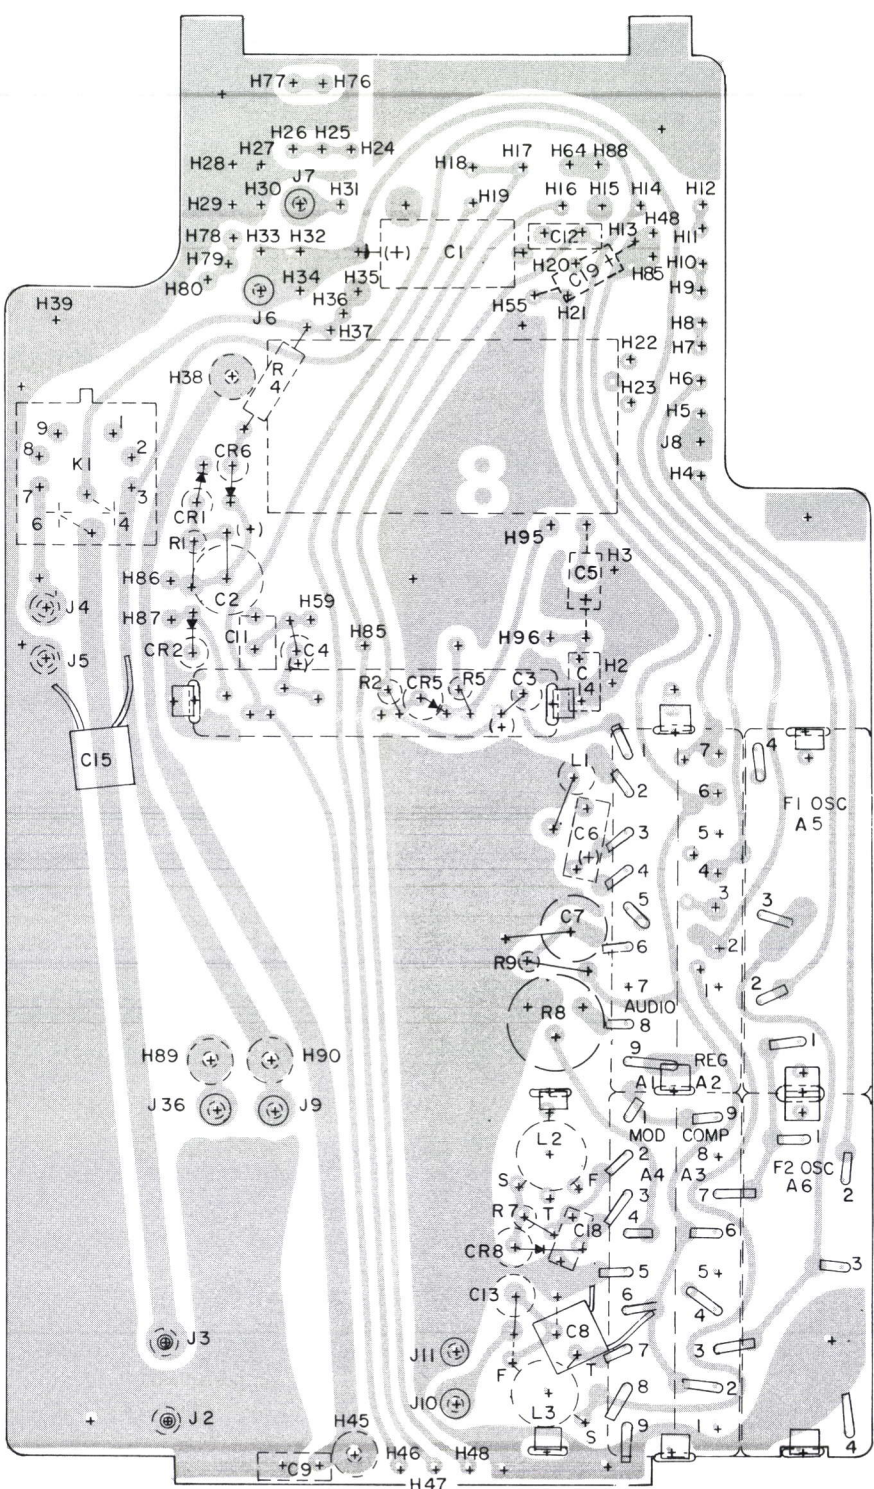 H77 H76
H26 H25
H27 H24
H28
H18 H17 H64 H88
J7
H30 H31
H29
H19 H16 H15 H14 H12
H48
H78 H33 H32
(+) C1 C12 H13 H11
H79 H20 C19 H85 H10
H80 H34 H35 H9
H39 J6 H36 H55 H21
H37 H8
H22 H7
H38 R4 H6
H23 H5
9 1 J8
8 K1 2 CR6 8 H4
7 3
CR1
6 4 (+) H95
R1
H86 C5 H3
J4 C2
H87 H59
C11 H85 H96
J5 CR2 C4
(+) R2 CR5 R5 C3 C14 H2
(+)
C15 L1 1 7 4
2 6
F1 OSC
A5
C6 3 5
(+) 4 4
5 3 3
C7
6 2
R9
7 1 2
R8 AUDIO
8
H89 H90 9 REG 1
A1 A2
J36 J9 1 9
L2 MOD COMP 1
2 8
A4 A3 F2 OSC
A6
S F 7 2
R7 T 3
4
C18 6
CR8
5 5 3
C13 6
4
C8
J3 J11 7 3
F T
J10 8 2
J2 L3
H45 S 9 1 4
H46 H48
C9
H47